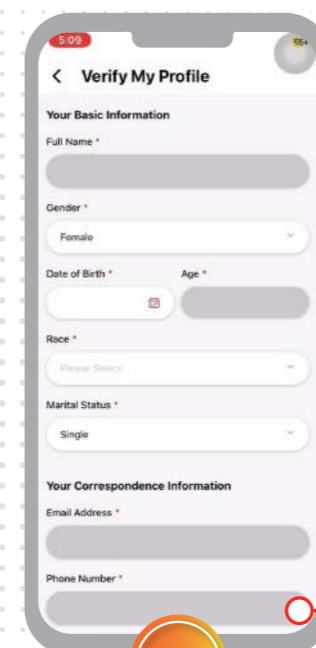 5:09
55+
Verify My Profile
Your Basic Information
Full Name *
Gender *
Female
Date of Birth * Age *
Race *
Please Select
Marital Status *
Single
Your Correspondence Information
Email Address *
Phone Number *